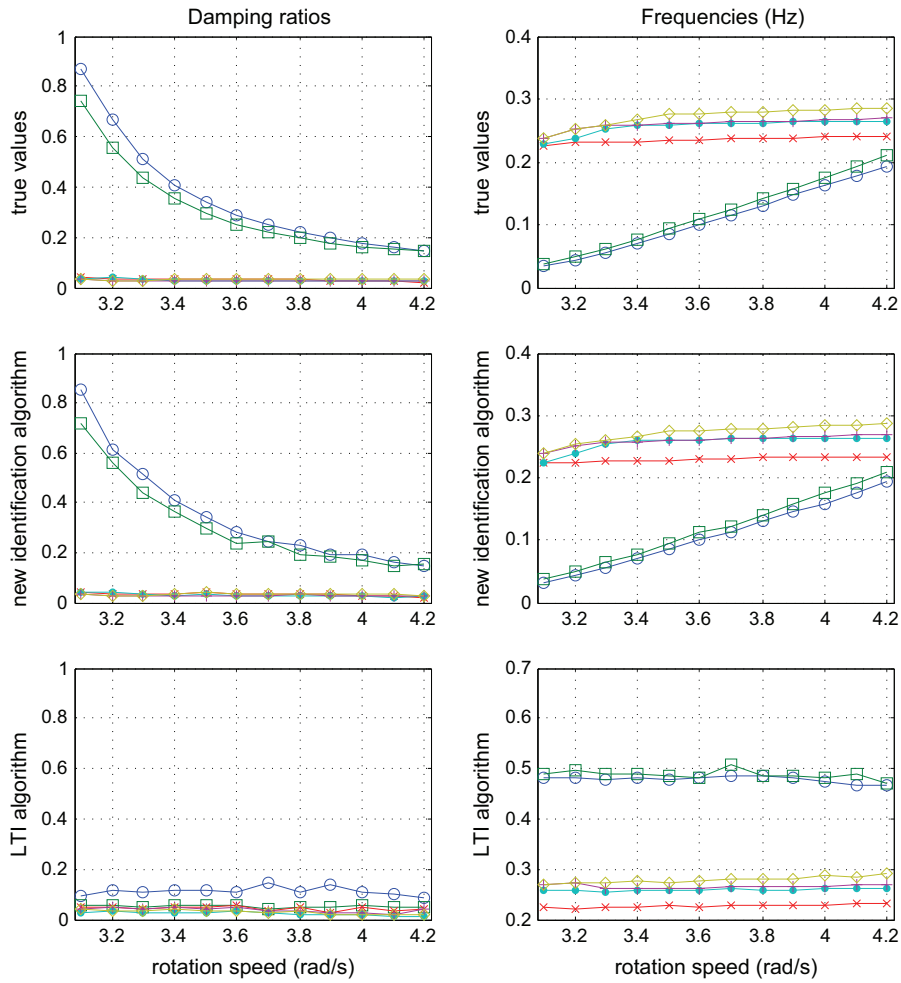 Damping ratios
Frequencies (Hz)
true values
1
0.8
0.6
0.4
0.2
0
3.2 3.4 3.6 3.8 4 4.2
true values
0.4
0.3
0.2
0.1
0
3.2 3.4 3.6 3.8 4 4.2
new identification algorithm
1
0.8
0.6
0.4
0.2
0
3.2 3.4 3.6 3.8 4 4.2
new identification algorithm
0.4
0.3
0.2
0.1
0
3.2 3.4 3.6 3.8 4 4.2
LTI algorithm
1
0.8
0.6
0.4
0.2
0
3.2 3.4 3.6 3.8 4 4.2
rotation speed (rad/s)
LTI algorithm
0.7
0.6
0.5
0.4
0.3
0.2
3.2 3.4 3.6 3.8 4 4.2
rotation speed (rad/s)